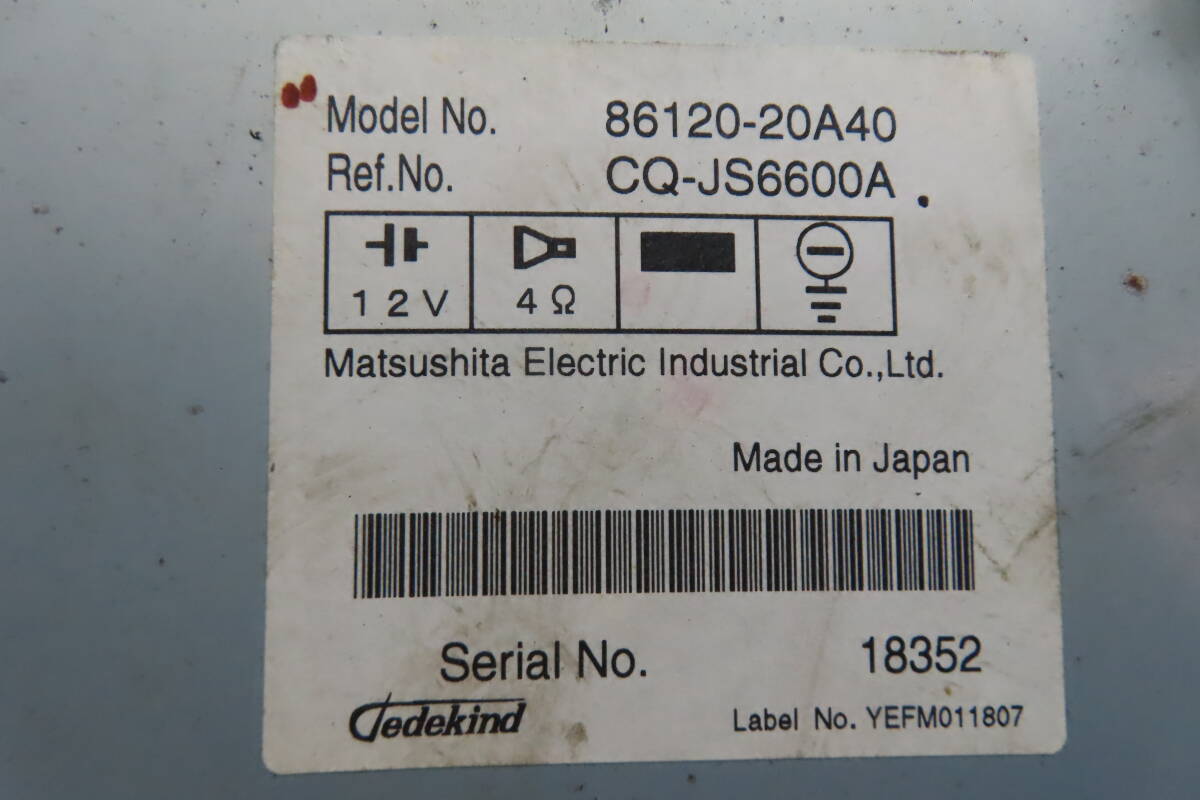 Model No. 86120-20A40
Ref.No. CQ-JS6600A
12V 4Ω
Matsushita Electric Industrial Co.,Ltd.
Made in Japan
Serial No. 18352
Jedekind Label No. YEFM011807